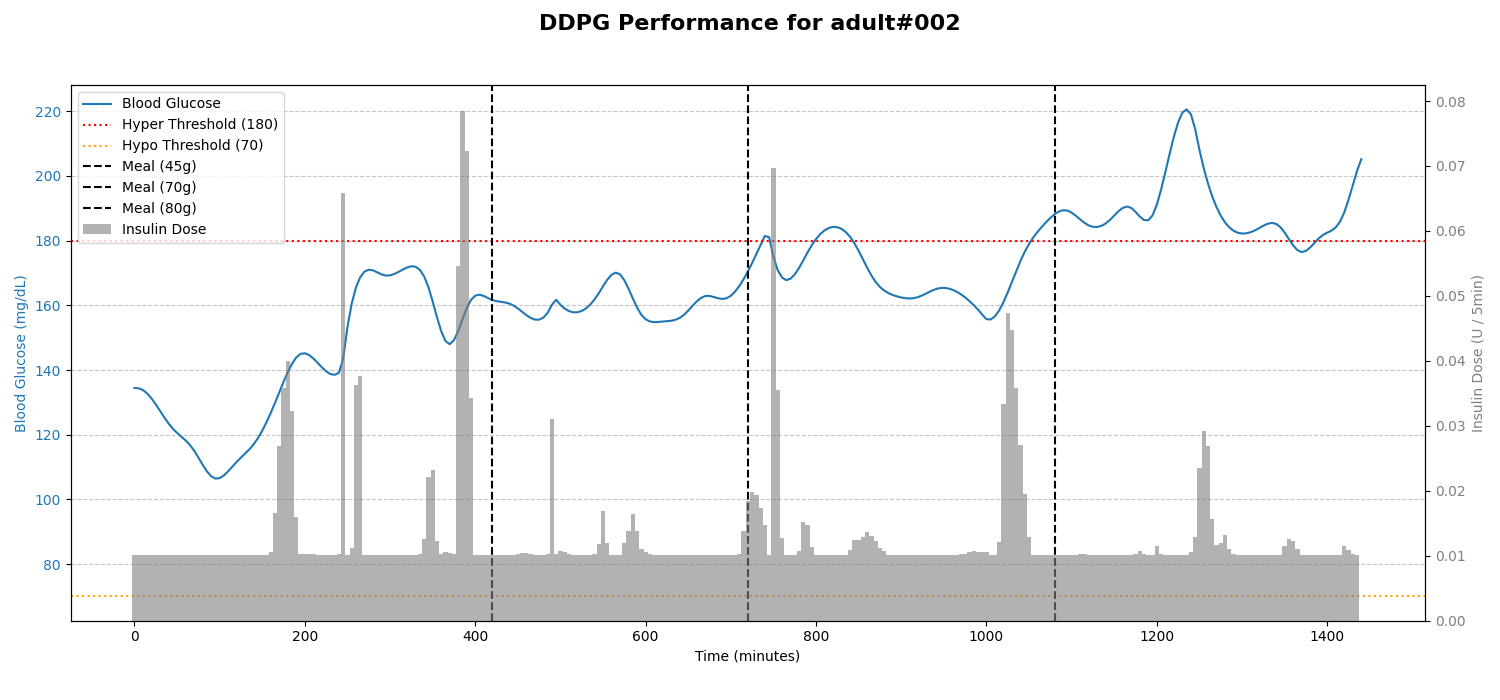 DDPG Performance for adult#002
Blood Glucose
Hyper Threshold (180)
Hypo Threshold (70)
Meal (45g)
Meal (70g)
Meal (80g)
Insulin Dose
Blood Glucose (mg/dL)
220
200
180
160
140
120
100
80
0.08
0.07
0.06
0.05
0.04
0.03
0.02
0.01
0.00
Insulin Dose (U / 5min)
0 200 400 600 800 1000 1200 1400
Time (minutes)